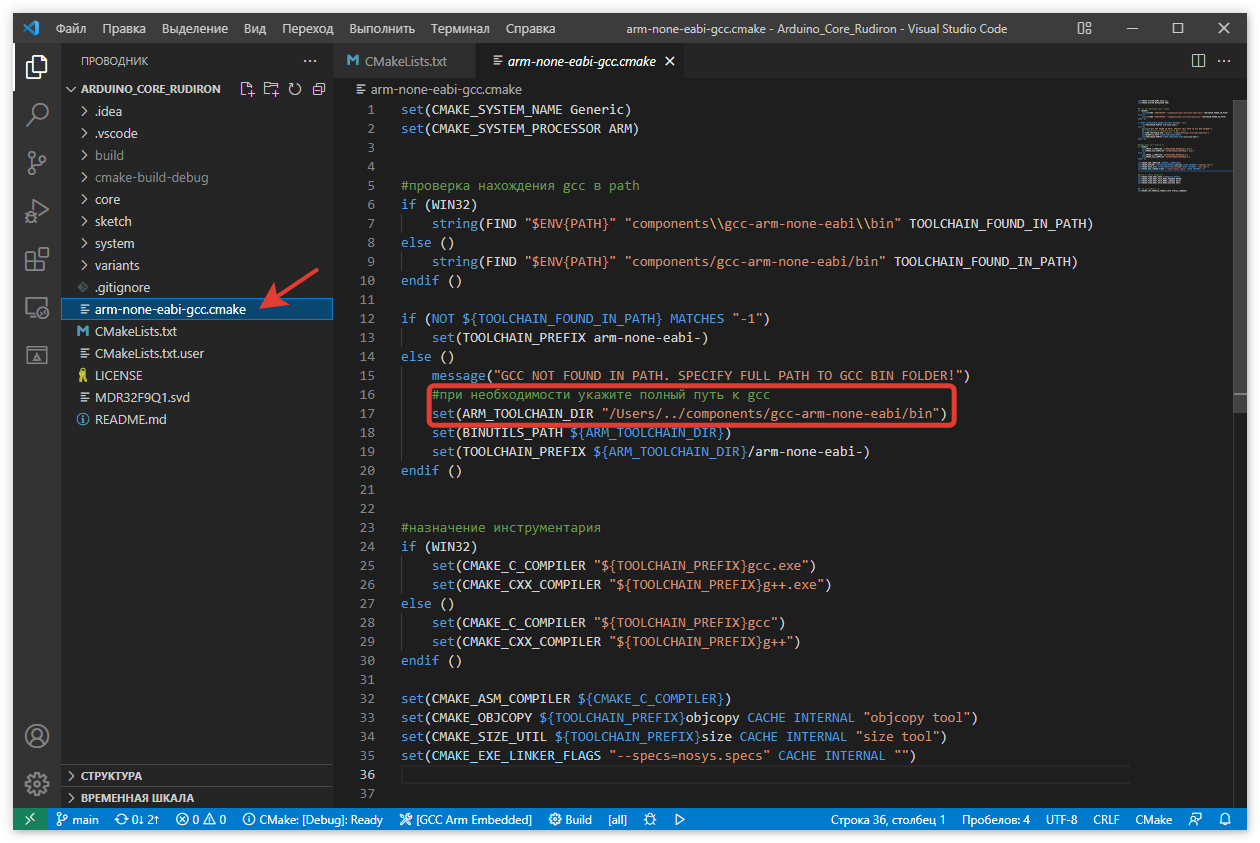 Файл Правка Выделение Вид Переход Выполнить Терминал Справка arm-none-eabi-gcc.cmake - Arduino_Core_Rudiron - Visual Studio Code
ПРОВОДНИК
ARDUINO_CORE_RUDIRON
.idea
.vscode
build
cmake-build-debug
core
sketch
system
variants
.gitignore
arm-none-eabi-gcc.cmake
CMakeLists.txt
CMakeLists.txt.user
LICENSE
MDR32F9Q1.svd
README.md
СТРУКТУРА
ВРЕМЕННАЯ ШКАЛА
CMakeLists.txt arm-none-eabi-gcc.cmake
arm-none-eabi-gcc.cmake
1 set(CMAKE_SYSTEM_NAME Generic)
2 set(CMAKE_SYSTEM_PROCESSOR ARM)
3
4
5 #проверка нахождения gcc в path
6 if (WIN32)
7 string(FIND "$ENV{PATH}" "components\\gcc-arm-none-eabi\\bin" TOOLCHAIN_FOUND_IN_PATH)
8 else ()
9 string(FIND "$ENV{PATH}" "components/gcc-arm-none-eabi/bin" TOOLCHAIN_FOUND_IN_PATH)
10 endif ()
11
12 if (NOT ${TOOLCHAIN_FOUND_IN_PATH} MATCHES "-1")
13 set(TOOLCHAIN_PREFIX arm-none-eabi-)
14 else ()
15 message("GCC NOT FOUND IN PATH. SPECIFY FULL PATH TO GCC BIN FOLDER!")
16 #при необходимости укажите полный путь к gcc
17 set(ARM_TOOLCHAIN_DIR "/Users/../components/gcc-arm-none-eabi/bin")
18 set(BINUTILS_PATH ${ARM_TOOLCHAIN_DIR})
19 set(TOOLCHAIN_PREFIX ${ARM_TOOLCHAIN_DIR}/arm-none-eabi-)
20 endif ()
21
22
23 #назначение инструментария
24 if (WIN32)
25 set(CMAKE_C_COMPILER "${TOOLCHAIN_PREFIX}gcc.exe")
26 set(CMAKE_CXX_COMPILER "${TOOLCHAIN_PREFIX}g++.exe")
27 else ()
28 set(CMAKE_C_COMPILER "${TOOLCHAIN_PREFIX}gcc")
29 set(CMAKE_CXX_COMPILER "${TOOLCHAIN_PREFIX}g++")
30 endif ()
31
32 set(CMAKE_ASM_COMPILER ${CMAKE_C_COMPILER})
33 set(CMAKE_OBJCOPY ${TOOLCHAIN_PREFIX}objcopy CACHE INTERNAL "objcopy tool")
34 set(CMAKE_SIZE_UTIL ${TOOLCHAIN_PREFIX}size CACHE INTERNAL "size tool")
35 set(CMAKE_EXE_LINKER_FLAGS "--specs=nosys.specs" CACHE INTERNAL "")
36
37
main 0↓ 2↑ 0 0 CMake: [Debug]: Ready [GCC Arm Embedded] Build [all] Строка 36, столбец 1 Пробелов: 4 UTF-8 CRLF CMake